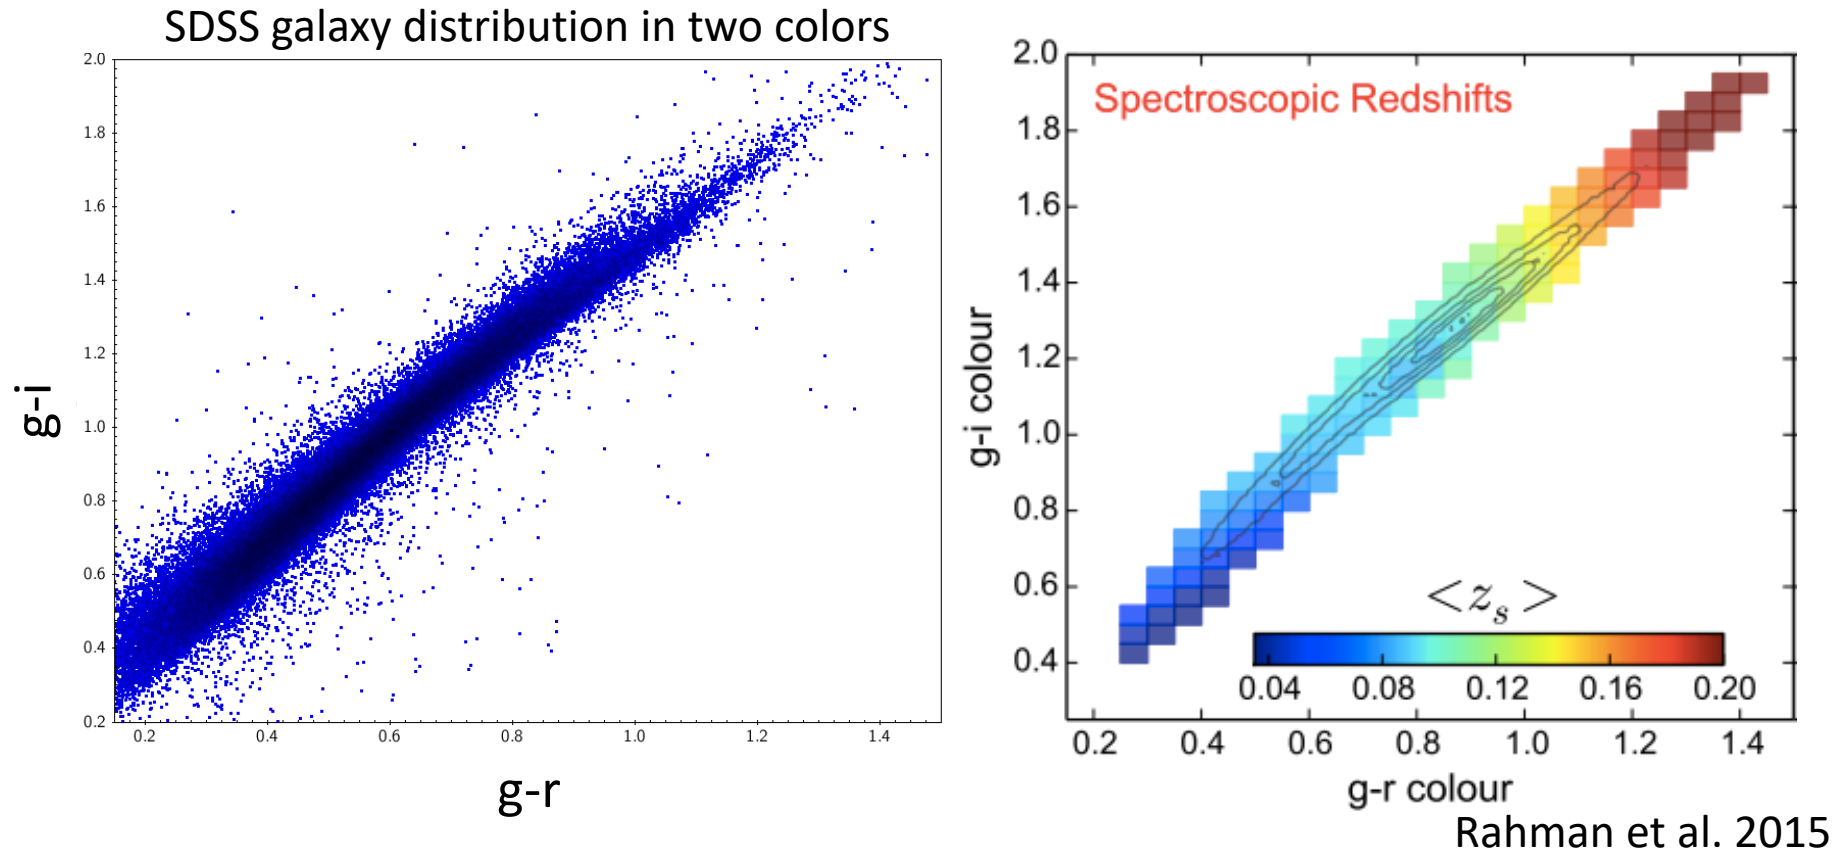 SDSS galaxy distribution in two colors
2.0
1.8
1.6
1.4
1.2
1.0
0.8
0.6
0.4
0.2
g-i
0.2 0.4 0.6 0.8 1.0 1.2 1.4
g-r
Spectroscopic Redshifts
2.0
1.8
1.6
1.4
1.2
1.0
0.8
0.6
0.4
g-i colour
<z_s>
0.04 0.08 0.12 0.16 0.20
0.2 0.4 0.6 0.8 1.0 1.2 1.4
g-r colour
Rahman et al. 2015